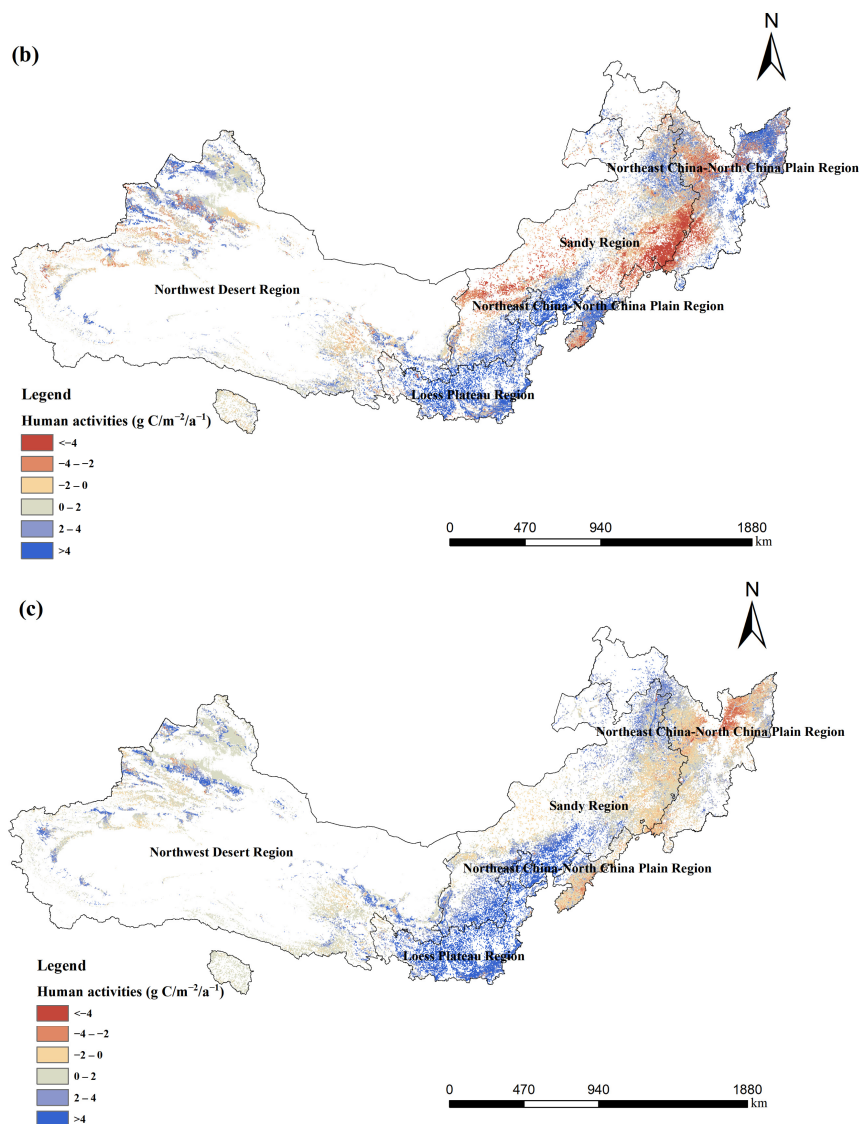 N
(b)
Northeast China-North China Plain Region
Sandy Region
Northwest Desert Region
Northeast China-North China Plain Region
Loess Plateau Region
Legend
Human activities (g C/m⁻²/a⁻¹)
<−4
−4 – −2
−2 – 0
0 – 2
2 – 4
>4
0 470 940 1880
km
(c)
N
Northeast China-North China Plain Region
Sandy Region
Northwest Desert Region
Northeast China-North China Plain Region
Loess Plateau Region
Legend
Human activities (g C/m⁻²/a⁻¹)
<−4
−4 – −2
−2 – 0
0 – 2
2 – 4
>4
0 470 940 1880
km